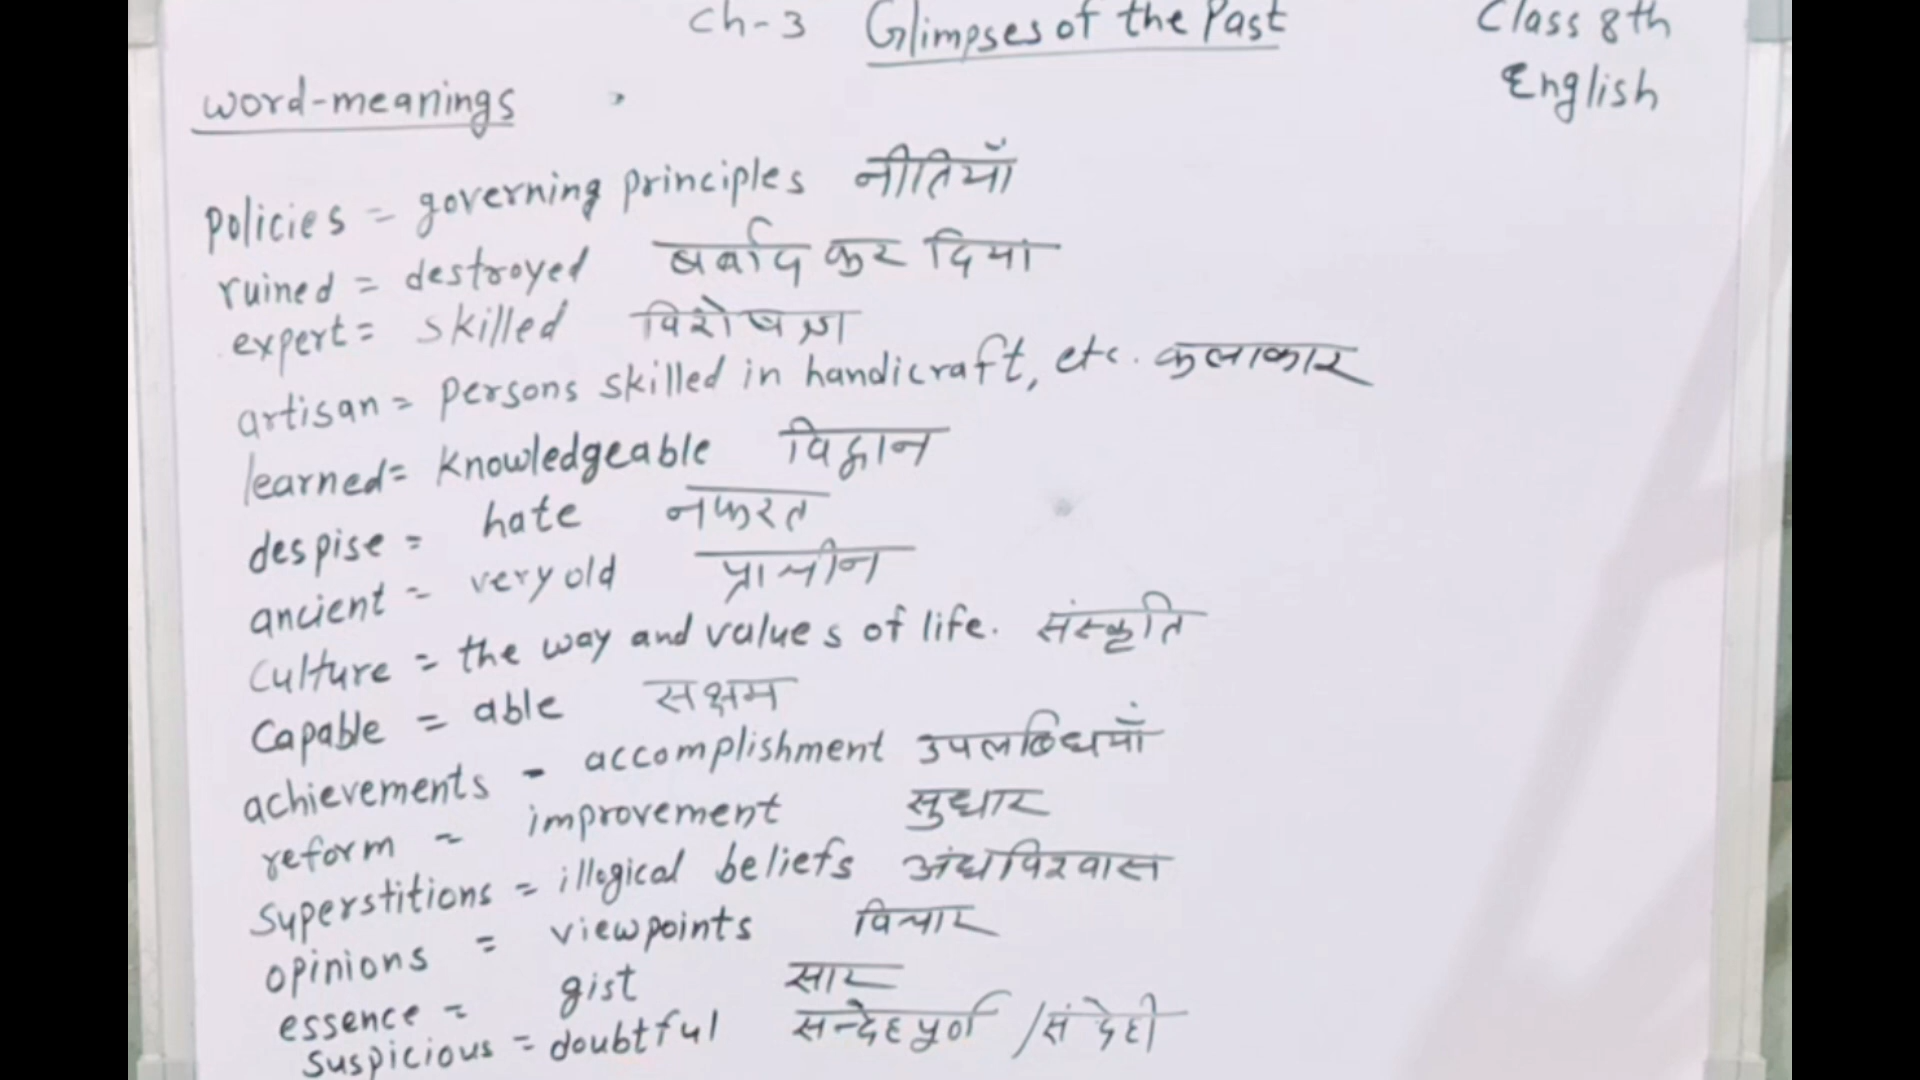 Ch-3 Glimpses of the Past Class 8th
English
word-meanings
policies = governing principles नीतियाँ
ruined = destroyed बर्बाद कर दिया
expert = skilled विशेषज्ञ
artisan = persons skilled in handicraft, etc. कलाकार
learned = knowledgeable विद्वान
despise = hate नफरत
ancient = very old प्राचीन
culture = the way and values of life. संस्कृति
capable = able सक्षम
achievements - accomplishment उपलब्धियाँ
reform = improvement सुधार
superstitions = illogical beliefs अंधविश्वास
opinions = viewpoints विचार
essence = gist सार
suspicious = doubtful सन्देहपूर्ण / संदेही